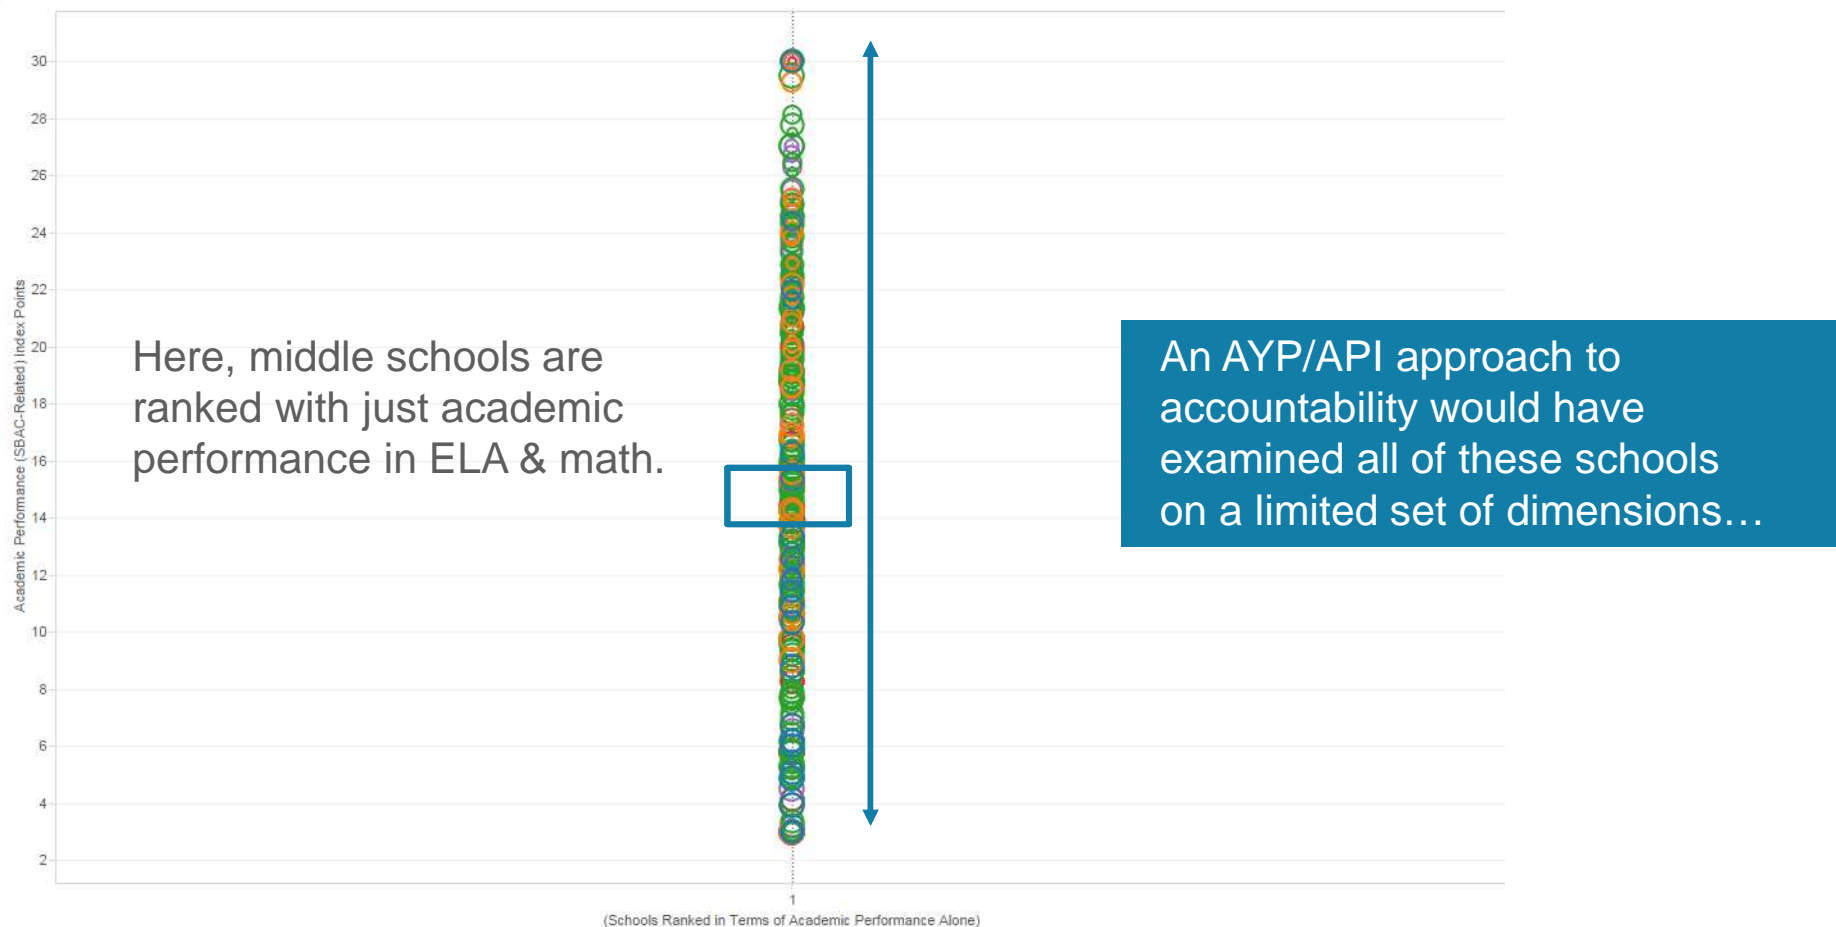 30
28
26
24
22
20
18
16
14
12
10
8
6
4
2
Academic Performance (SBAC-Related) Index Points
Here, middle schools are
ranked with just academic
performance in ELA & math.
An AYP/API approach to
accountability would have
examined all of these schools
on a limited set of dimensions…
1
(Schools Ranked in Terms of Academic Performance Alone)